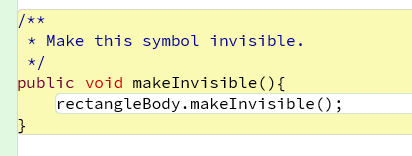 /**
 * Make this symbol invisible.
 */
public void makeInvisible(){
    rectangleBody.makeInvisible();
}